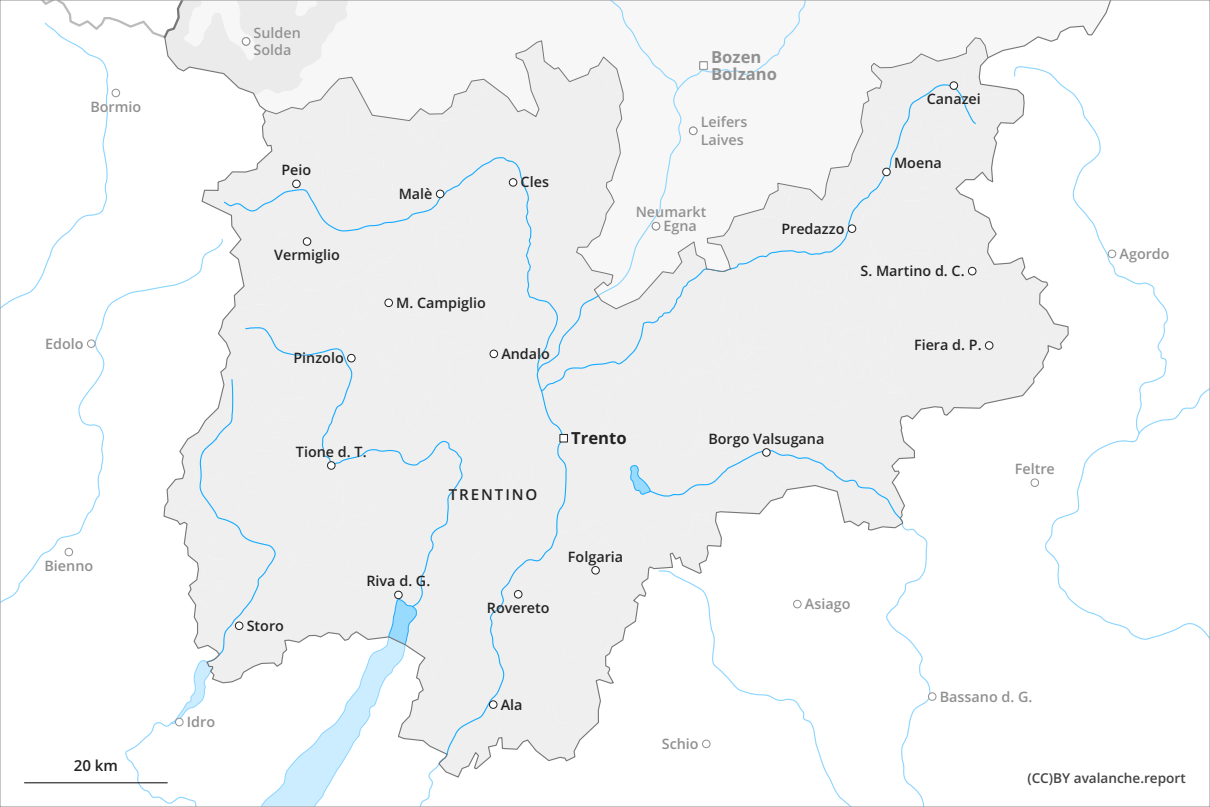 Sulden
Solda
Bozen
Bolzano
Bormio
Canazei
Leifers
Laives
Moena
Peio
Malè
Cles
Neumarkt
Egna
Predazzo
Vermiglio
Agordo
S. Martino d. C.
M. Campiglio
Edolo
Pinzolo
Andalo
Fiera d. P.
Trento
Borgo Valsugana
Tione d. T.
Feltre
TRENTINO
Bienno
Folgaria
Riva d. G.
Rovereto
Asiago
Storo
Bassano d. G.
Ala
Idro
Schio
20 km
(CC)BY avalanche.report